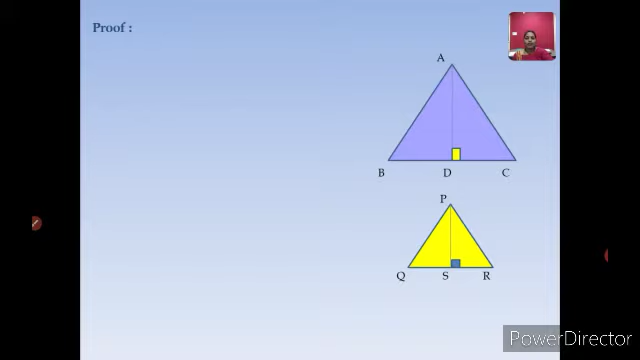 Proof :
A
B D C
P
Q S R
PowerDirector